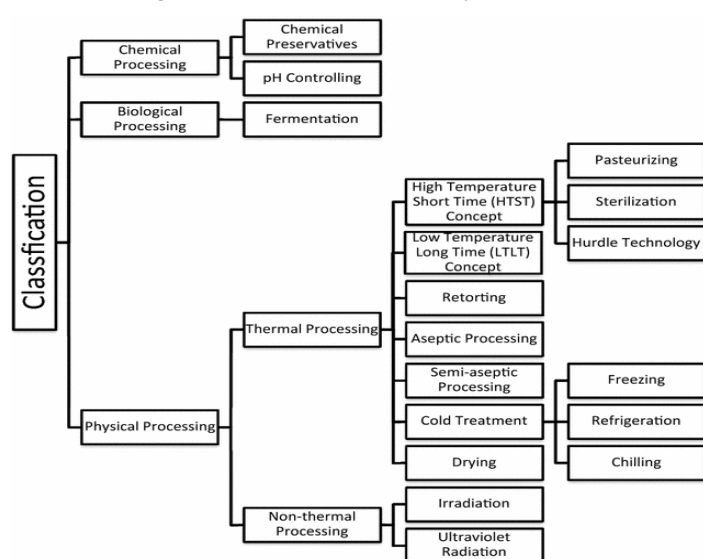 Classfication
Chemical
Processing
Chemical
Preservatives
pH Controlling
Biological
Processing
Fermentation
Physical Processing
Thermal Processing
High Temperature
Short Time (HTST)
Concept
Pasteurizing
Sterilization
Hurdle Technology
Low Temperature
Long Time (LTLT)
Concept
Retorting
Aseptic Processing
Semi-aseptic
Processing
Cold Treatment
Freezing
Refrigeration
Chilling
Drying
Non-thermal
Processing
Irradiation
Ultraviolet
Radiation